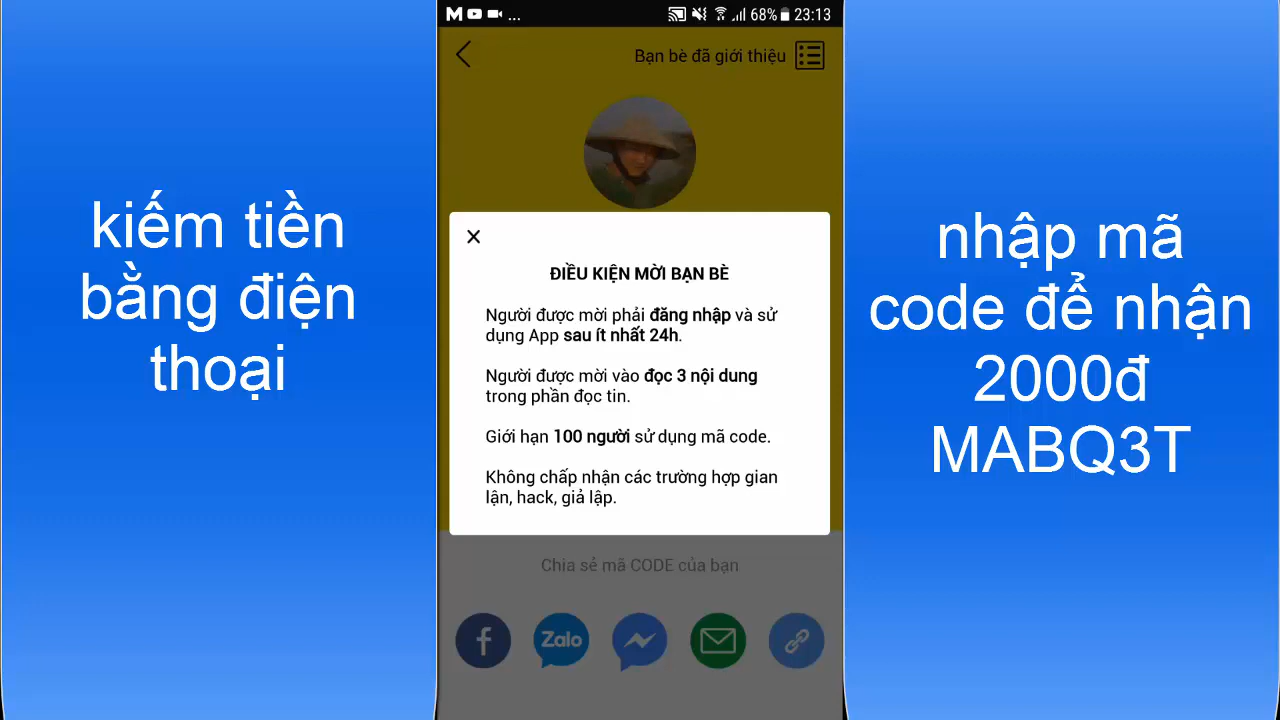 ... 68% 23:13
Bạn bè đã giới thiệu
kiếm tiền
bằng điện
thoại
ĐIỀU KIỆN MỜI BẠN BÈ
Người được mời phải đăng nhập và sử
dụng App sau ít nhất 24h.
Người được mời vào đọc 3 nội dung
trong phần đọc tin.
Giới hạn 100 người sử dụng mã code.
Không chấp nhận các trường hợp gian
lận, hack, giả lập.
Chia sẻ mã CODE của bạn
Zalo
nhập mã
code để nhận
2000đ
MABQ3T